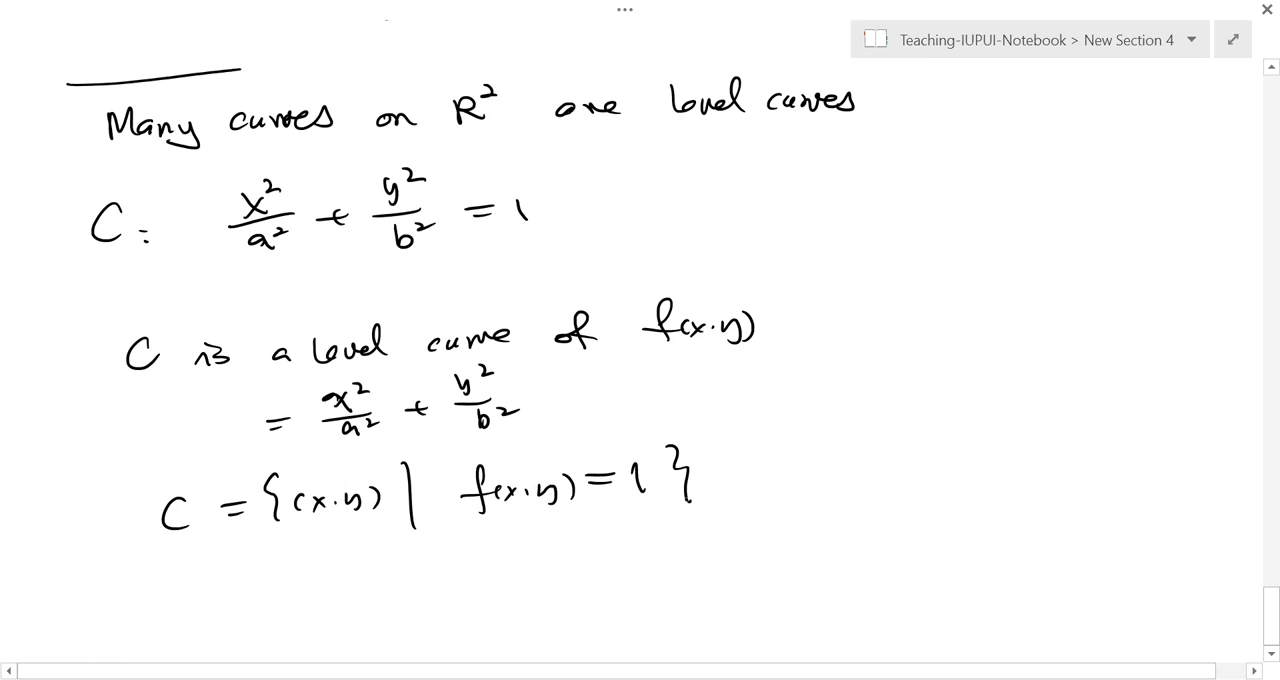 Teaching-IUPUI-Notebook > New Section 4
Many curves on R² are level curves
C: x²/a² + y²/b² = 1
C is a level curve of f(x,y)
= x²/a² + y²/b²
C = {(x,y) | f(x,y) = 1}